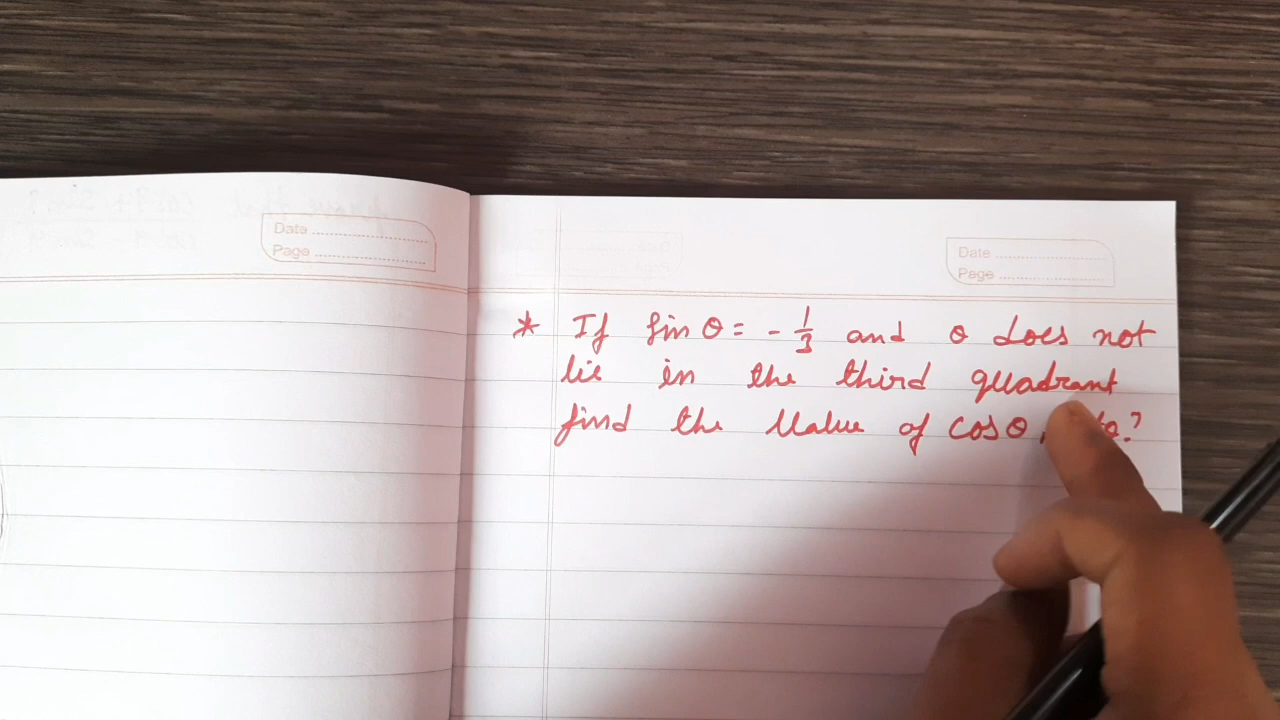 Date
Page
Date
Page
* If Sin θ = - 1/3 and θ does not
lie in the third quadrant
find the Value of cos θ,